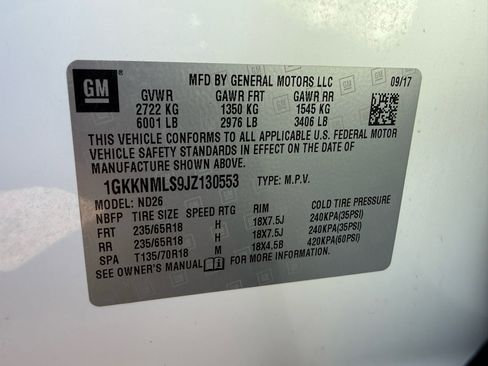 GM
MFD BY GENERAL MOTORS LLC 09/17
GVWR GAWR FRT GAWR RR
2722 KG 1350 KG 1545 KG
6001 LB 2976 LB 3406 LB
THIS VEHICLE CONFORMS TO ALL APPLICABLE U.S. FEDERAL MOTOR
VEHICLE SAFETY STANDARDS IN EFFECT ON THE DATE OF
MANUFACTURE SHOWN ABOVE.
1GKKNMLS9JZ130553 TYPE: M.P.V.
MODEL: ND26
NBFP TIRE SIZE SPEED RTG RIM COLD TIRE PRESSURE
FRT 235/65R18 H 18X7.5J 240KPA(35PSI)
RR 235/65R18 H 18X7.5J 240KPA(35PSI)
SPA T135/70R18 M 18X4.5B 420KPA(60PSI)
SEE OWNER'S MANUAL FOR MORE INFORMATION.